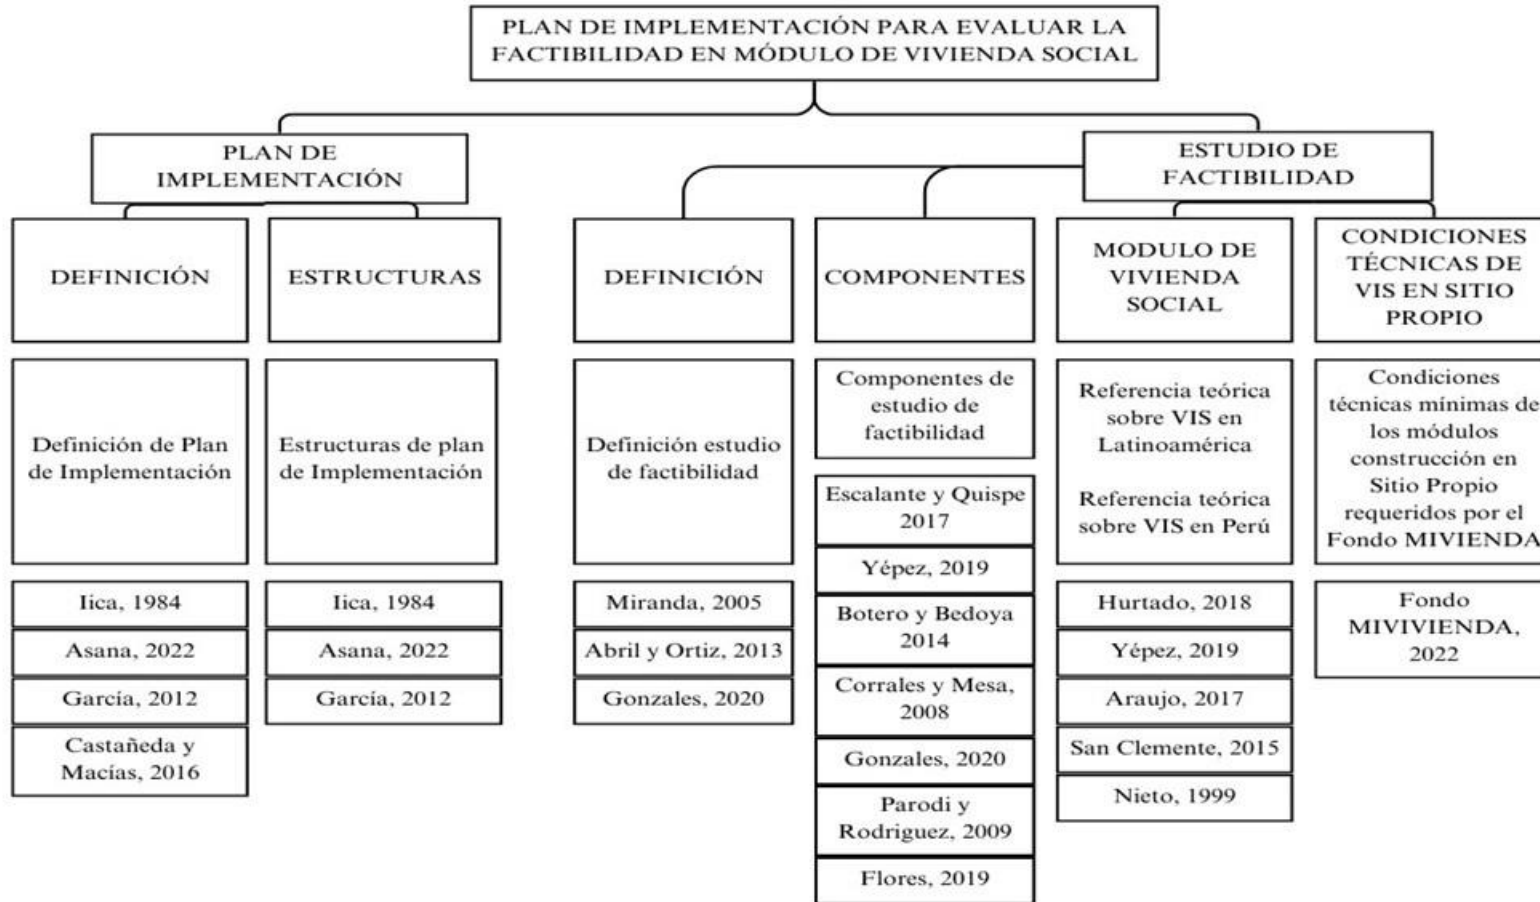 PLAN DE IMPLEMENTACIÓN PARA EVALUAR LA
FACTIBILIDAD EN MÓDULO DE VIVIENDA SOCIAL
PLAN DE
IMPLEMENTACIÓN
ESTUDIO DE
FACTIBILIDAD
DEFINICIÓN
ESTRUCTURAS
DEFINICIÓN
COMPONENTES
MODULO DE
VIVIENDA
SOCIAL
CONDICIONES
TÉCNICAS DE
VIS EN SITIO
PROPIO
Definición de Plan
de Implementación
Estructuras de plan
de Implementación
Definición estudio
de factibilidad
Componentes de
estudio de
factibilidad
Referencia teórica
sobre VIS en
Latinoamérica
Referencia teórica
sobre VIS en Perú
Condiciones
técnicas mínimas de
los módulos
construcción en
Sitio Propio
requeridos por el
Fondo MIVIENDA
Iica, 1984
Asana, 2022
García, 2012
Castañeda y
Macías, 2016
Iica, 1984
Asana, 2022
García, 2012
Miranda, 2005
Abril y Ortiz, 2013
Gonzales, 2020
Escalante y Quispe
2017
Yépez, 2019
Botero y Bedoya
2014
Corrales y Mesa,
2008
Gonzales, 2020
Parodi y
Rodriguez, 2009
Flores, 2019
Hurtado, 2018
Yépez, 2019
Araujo, 2017
San Clemente, 2015
Nieto, 1999
Fondo
MIVIVIENDA,
2022